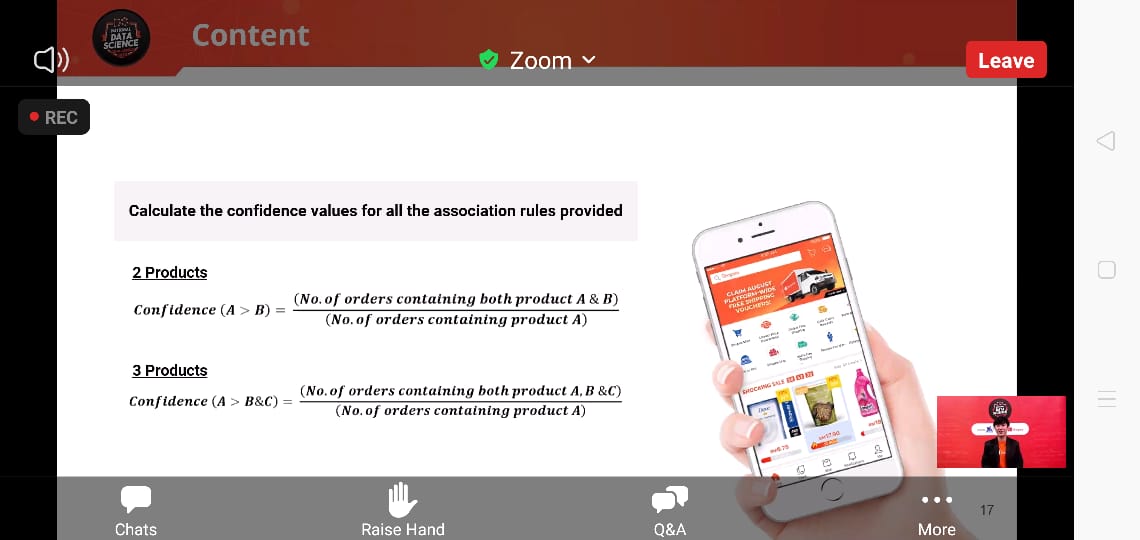 NATIONAL
DATA
SCIENCE
Content
Zoom
Leave
REC
Calculate the confidence values for all the association rules provided
2 Products
Confidence (A > B) = (No. of orders containing both product A & B)
(No. of orders containing product A)
3 Products
Confidence (A > B&C) = (No. of orders containing both product A, B &C)
(No. of orders containing product A)
CLAIM AUGUST
PLATFORM-WIDE
FREE SHIPPING
VOUCHERS!
SHOCKING SALE
Dove
Chats
Raise Hand
Q&A
More
17